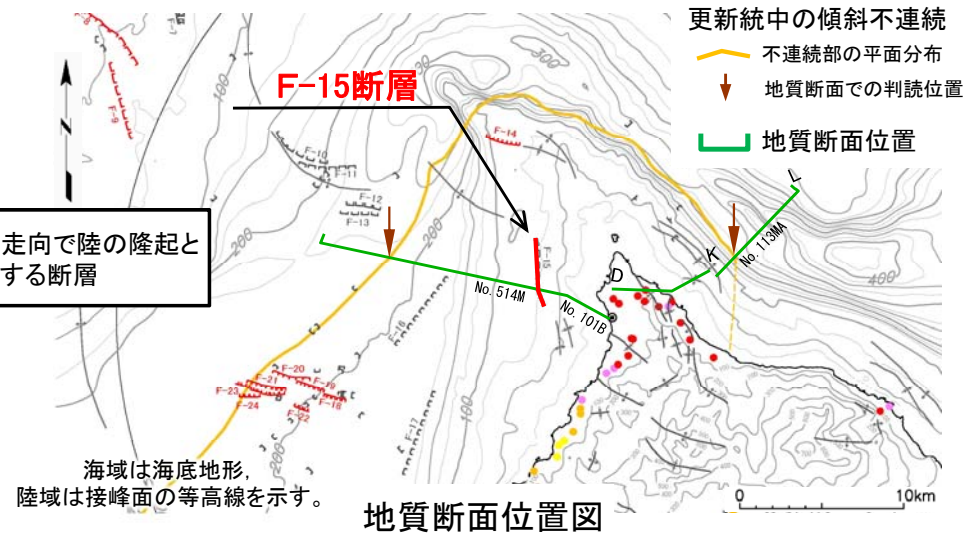 更新統中の傾斜不連続
不連続部の平面分布
地質断面での判読位置
地質断面位置
F-15断層
走向で陸の隆起と
する断層
N
F-9
F-10
F-11
F-12
F-13
F-14
F-15
F-16
F-17
F-18
F-19
F-20
F-21
F-22
F-23
F-24
100
200
200
200
200
100
300
400
D
K
L
No.514M
No.101B
No.113MA
海域は海底地形,
陸域は接峰面の等高線を示す。
0 10km
地質断面位置図